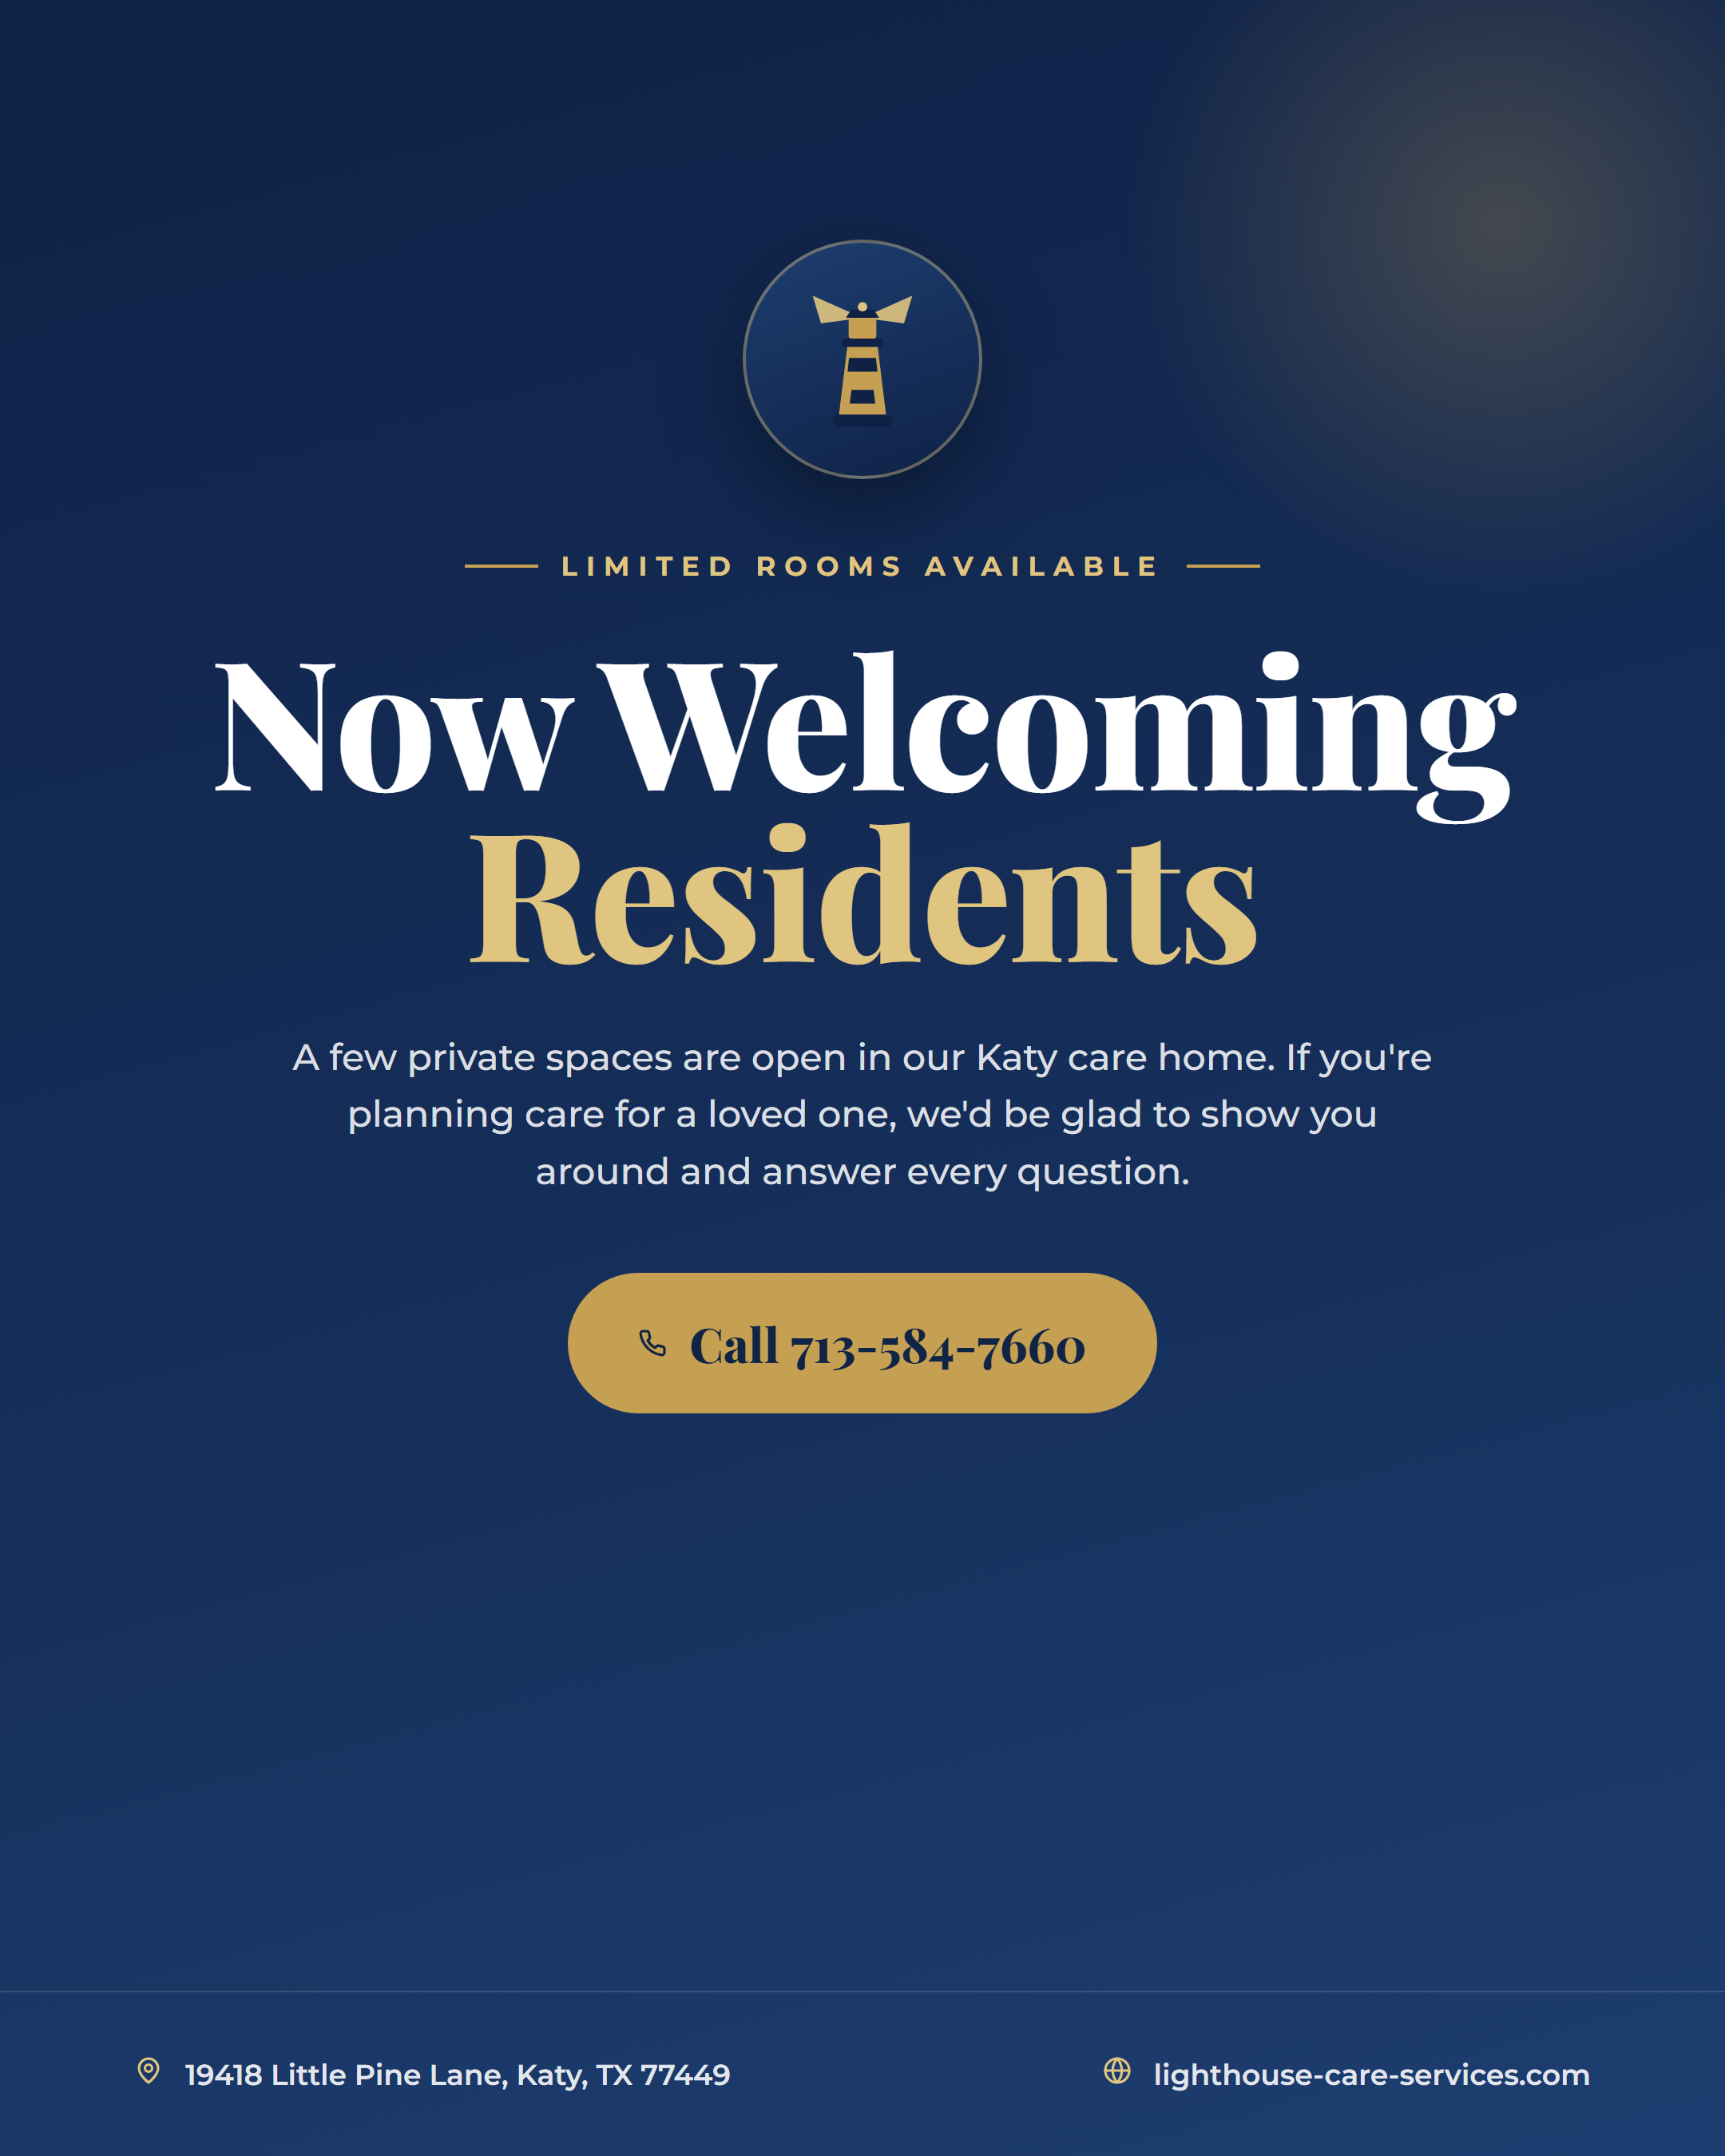 LIMITED ROOMS AVAILABLE
Now Welcoming
Residents
A few private spaces are open in our Katy care home. If you're
planning care for a loved one, we'd be glad to show you
around and answer every question.
Call 713-584-7660
19418 Little Pine Lane, Katy, TX 77449
lighthouse-care-services.com